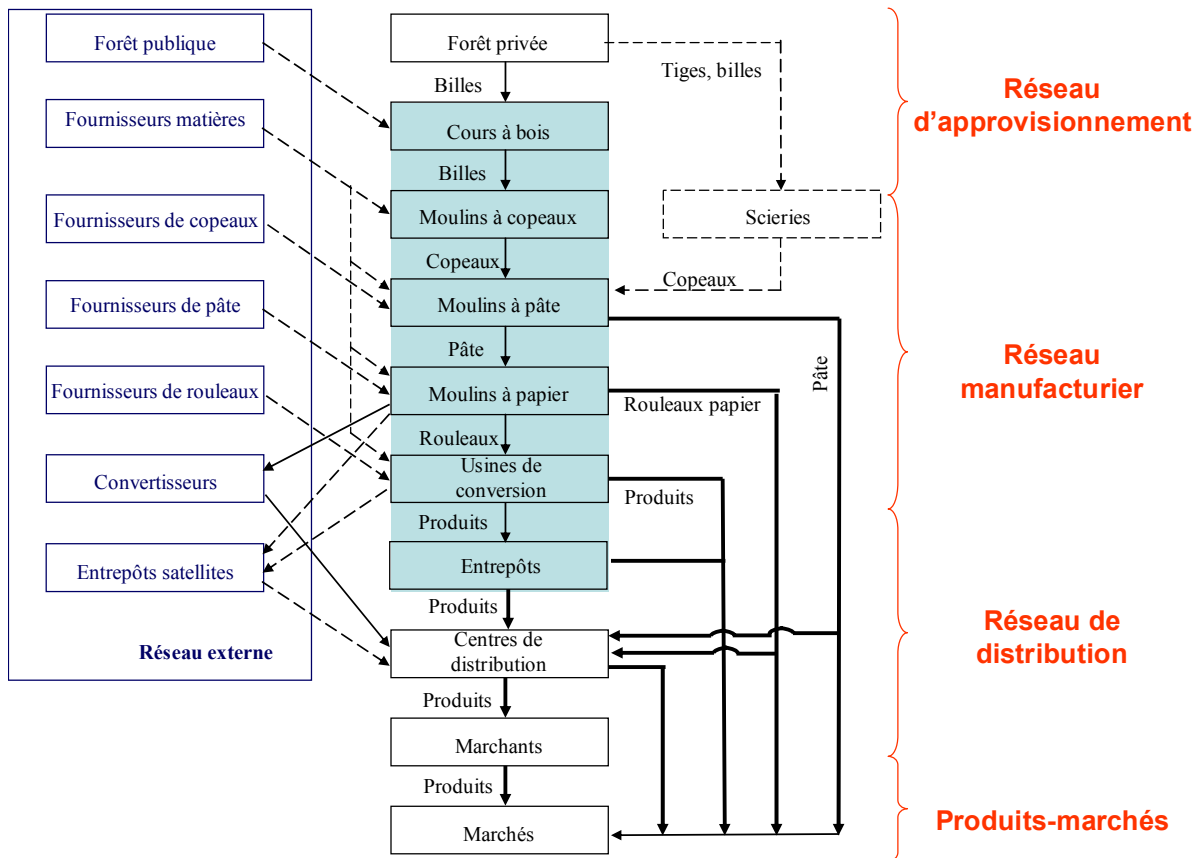 Forêt publique
Fournisseurs matières
Fournisseurs de copeaux
Fournisseurs de pâte
Fournisseurs de rouleaux
Convertisseurs
Entrepôts satellites
Réseau externe
Forêt privée
Billes
Cours à bois
Billes
Moulins à copeaux
Copeaux
Moulins à pâte
Pâte
Moulins à papier
Rouleaux
Usines de
conversion
Produits
Entrepôts
Produits
Centres de
distribution
Produits
Marchants
Produits
Marchés
Tiges, billes
Scieries
Copeaux
Pâte
Rouleaux papier
Produits
Réseau
d'approvisionnement
Réseau
manufacturier
Réseau de
distribution
Produits-marchés